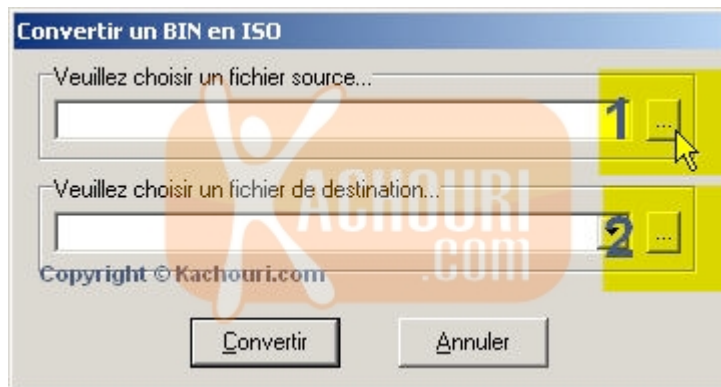 Convertir un BIN en ISO
Veuillez choisir un fichier source...
1 ...
Veuillez choisir un fichier de destination...
2 ...
KACHOURI
.com
Copyright © Kachouri.com
Convertir Annuler